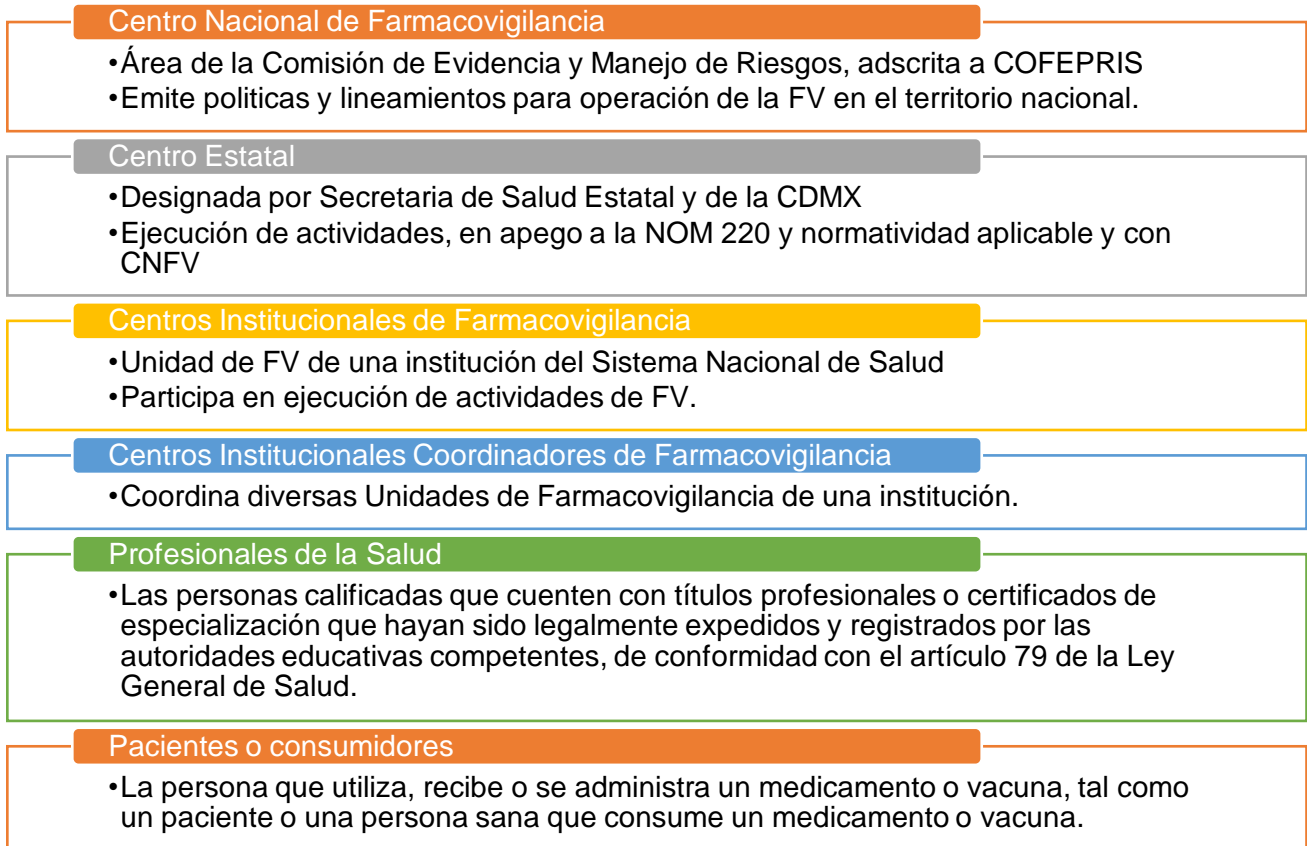 Centro Nacional de Farmacovigilancia
•Área de la Comisión de Evidencia y Manejo de Riesgos, adscrita a COFEPRIS
•Emite politicas y lineamientos para operación de la FV en el territorio nacional.
Centro Estatal
•Designada por Secretaria de Salud Estatal y de la CDMX
•Ejecución de actividades, en apego a la NOM 220 y normatividad aplicable y con
CNFV
Centros Institucionales de Farmacovigilancia
•Unidad de FV de una institución del Sistema Nacional de Salud
•Participa en ejecución de actividades de FV.
Centros Institucionales Coordinadores de Farmacovigilancia
•Coordina diversas Unidades de Farmacovigilancia de una institución.
Profesionales de la Salud
•Las personas calificadas que cuenten con títulos profesionales o certificados de
especialización que hayan sido legalmente expedidos y registrados por las
autoridades educativas competentes, de conformidad con el artículo 79 de la Ley
General de Salud.
Pacientes o consumidores
•La persona que utiliza, recibe o se administra un medicamento o vacuna, tal como
un paciente o una persona sana que consume un medicamento o vacuna.